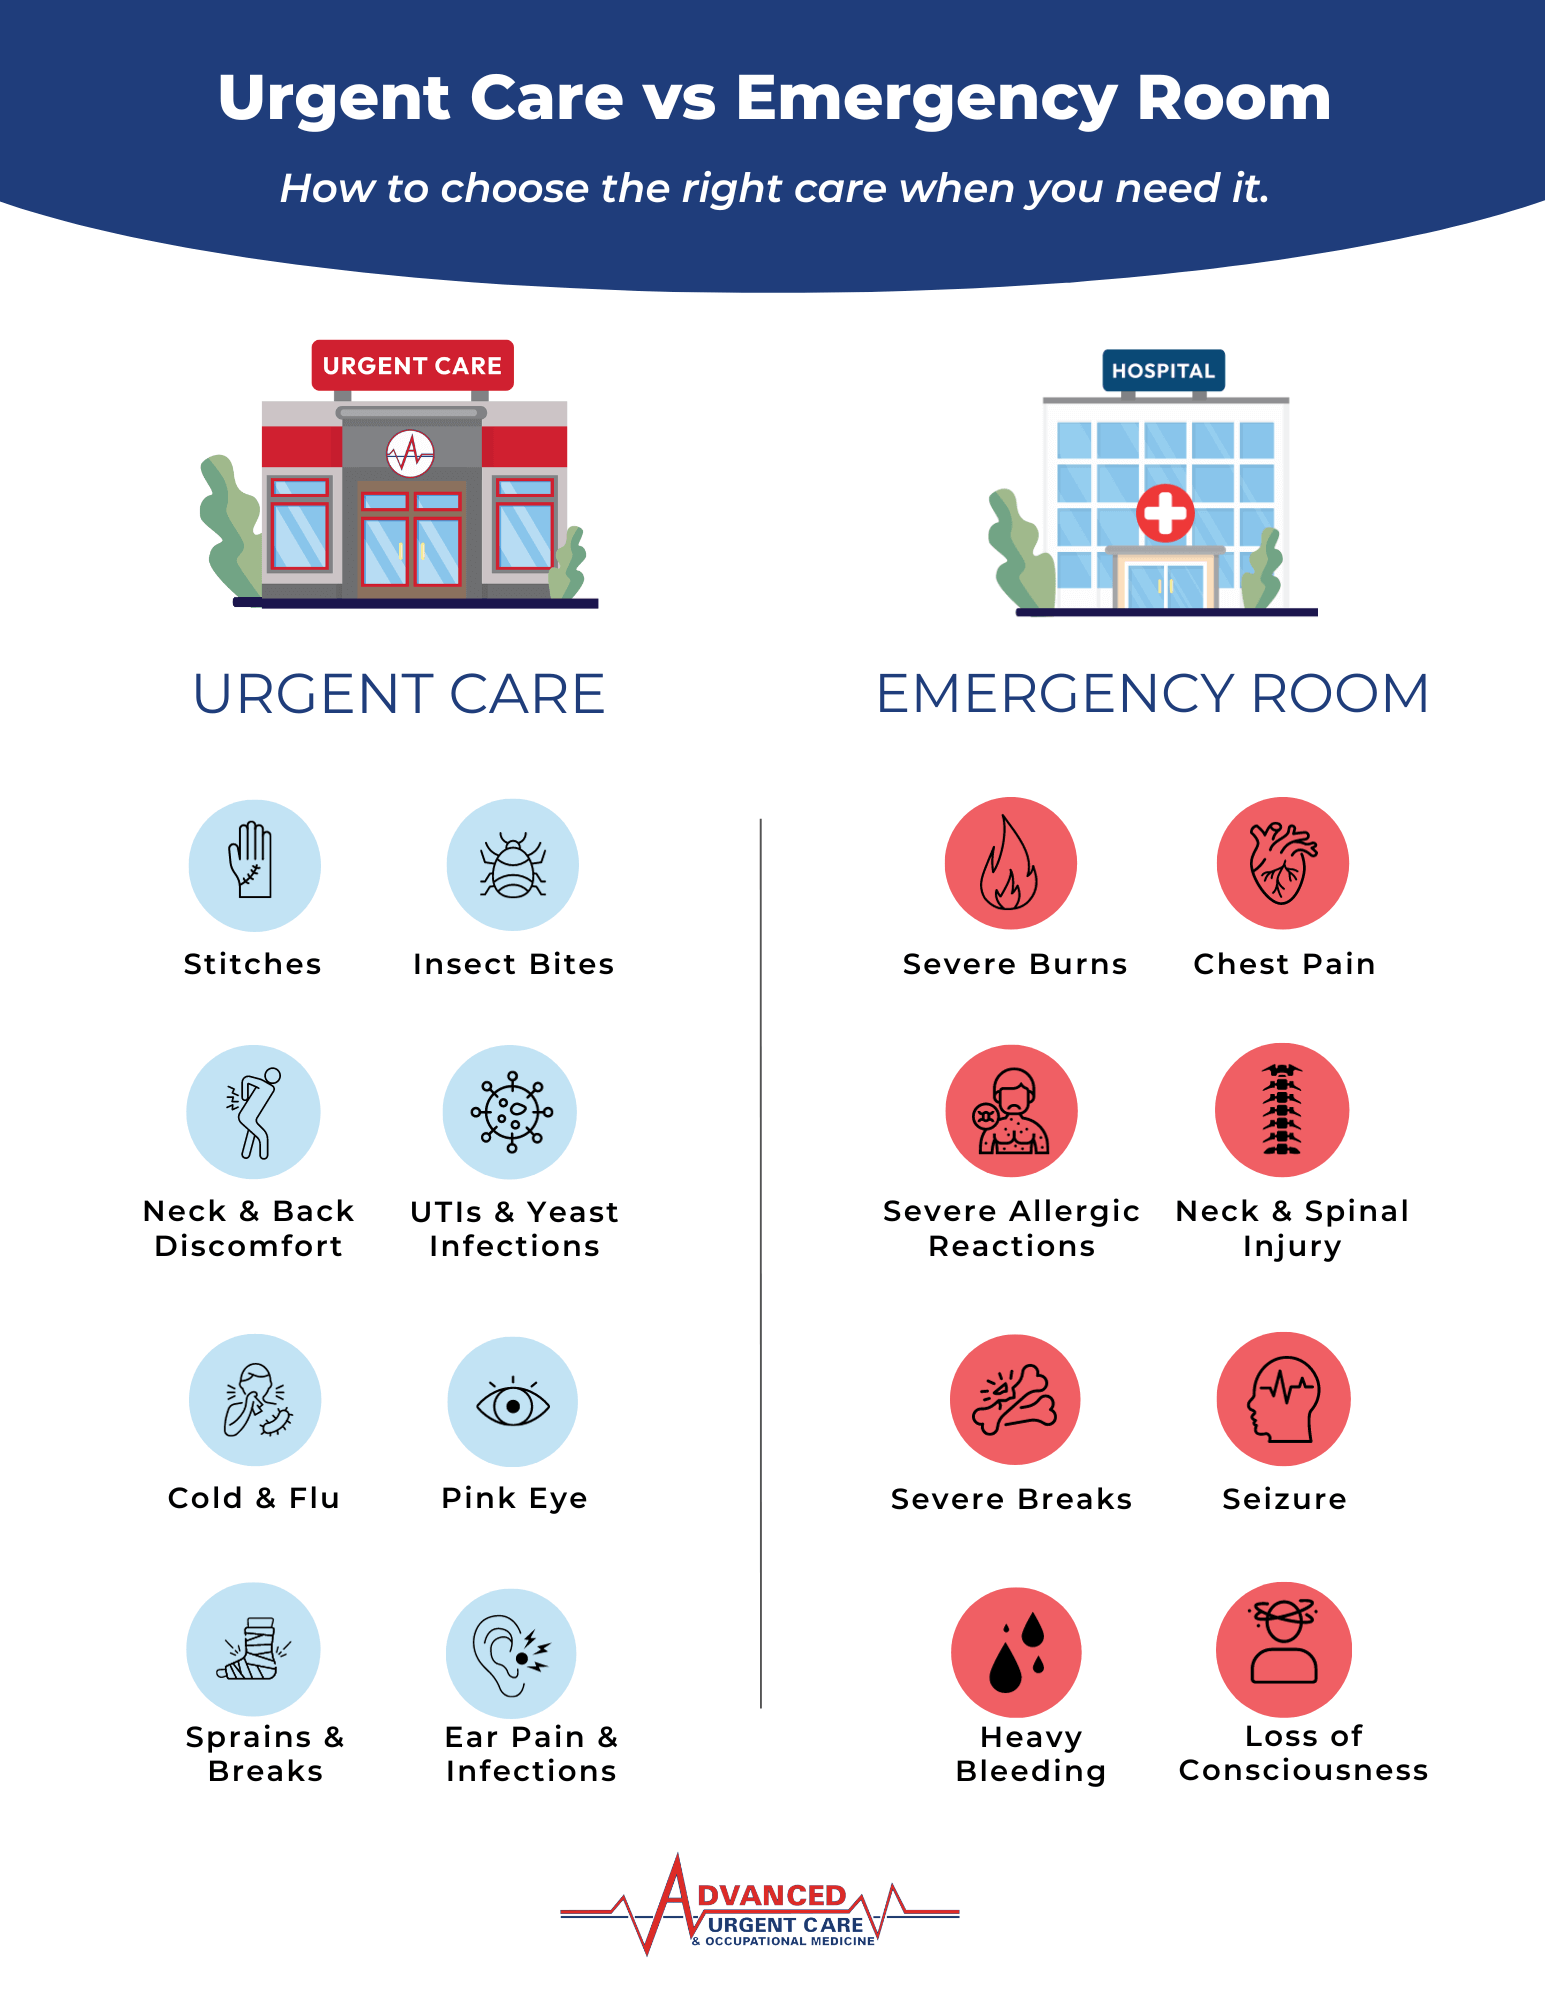 Urgent Care vs Emergency Room
How to choose the right care when you need it.
URGENT CARE
HOSPITAL
URGENT CARE
EMERGENCY ROOM
Stitches
Insect Bites
Severe Burns
Chest Pain
Neck & Back
Discomfort
UTIs & Yeast
Infections
Severe Allergic
Reactions
Neck & Spinal
Injury
Cold & Flu
Pink Eye
Severe Breaks
Seizure
Sprains &
Breaks
Ear Pain &
Infections
Heavy
Bleeding
Loss of
Consciousness
ADVANCED
URGENT CARE
& OCCUPATIONAL MEDICINE